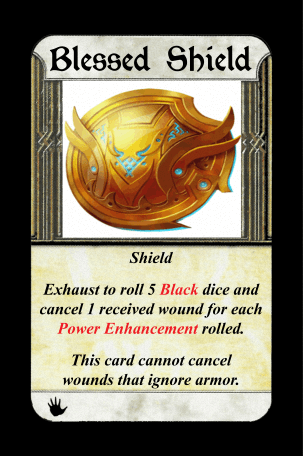 Blessed Shield
Shield
Exhaust to roll 5 Black dice and
cancel 1 received wound for each
Power Enhancement rolled.
This card cannot cancel
wounds that ignore armor.